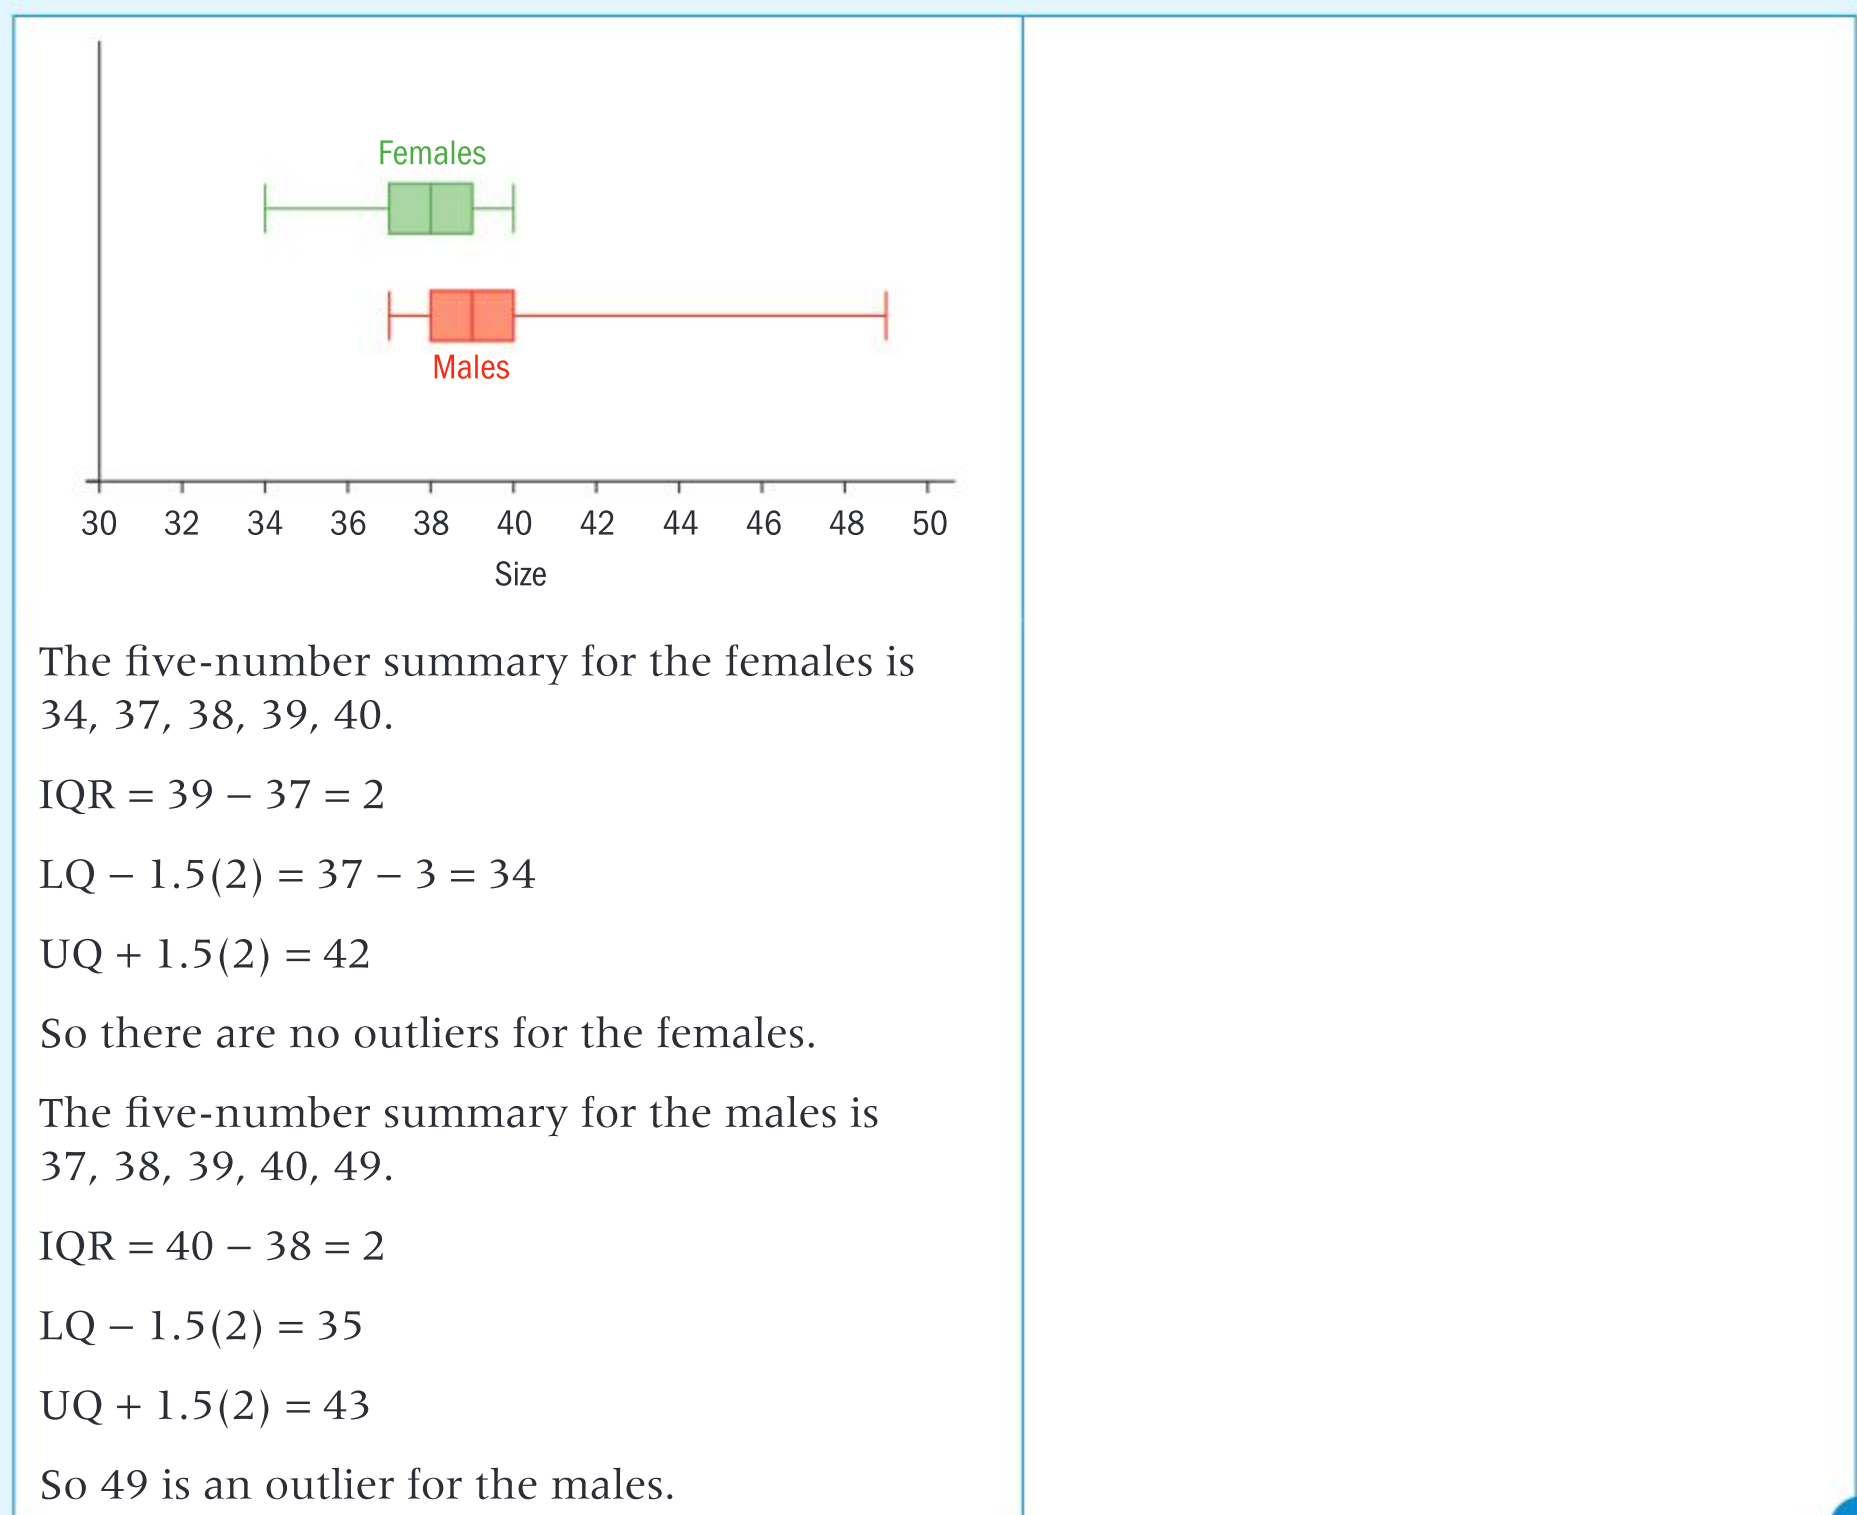 Females
Males
30 32 34 36 38 40 42 44 46 48 50
Size
The five-number summary for the females is
34, 37, 38, 39, 40.
IQR = 39 − 37 = 2
LQ − 1.5(2) = 37 − 3 = 34
UQ + 1.5(2) = 42
So there are no outliers for the females.
The five-number summary for the males is
37, 38, 39, 40, 49.
IQR = 40 − 38 = 2
LQ − 1.5(2) = 35
UQ + 1.5(2) = 43
So 49 is an outlier for the males.